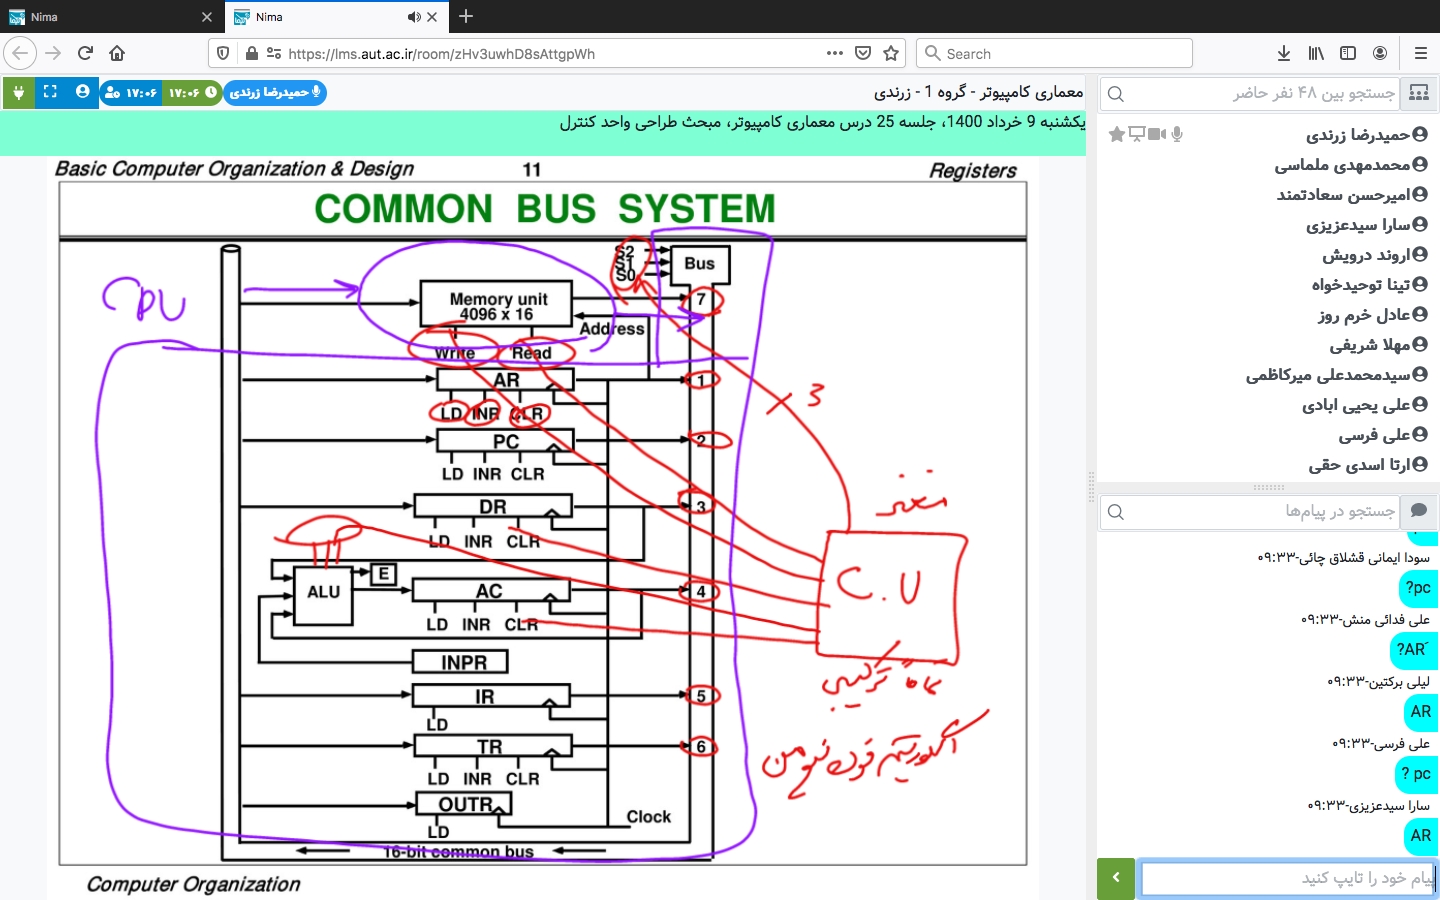 Nima
Nima
https://lms.aut.ac.ir/room/zHv3uwhD8sAttgpWh
Search
۱۷:۰۶
۱۷:۰۶
حمیدرضا زرندی
معماری کامپیوتر - گروه 1 - زرندی
یکشنبه 9 خرداد 1400، جلسه 25 درس معماری کامپیوتر، مبحث طراحی واحد کنترل
Basic Computer Organization & Design
11
Registers
COMMON BUS SYSTEM
S2
S1
S0
Bus
CPU
Memory unit
4096 x 16
7
Address
Write
Read
AR
1
LD INR CLR
3
PC
2
LD INR CLR
DR
3
LD INR CLR
ALU
E
AC
4
LD INR CLR
C.U
INPR
IR
5
LD
TR
6
LD INR CLR
OUTR
LD
Clock
16-bit common bus
Computer Organization
جستجو بین ۴۸ نفر حاضر
حمیدرضا زرندی
محمدمهدی ملماسی
امیرحسن سعادتمند
سارا سیدعزیزی
اروند درویش
تینا توحیدخواه
عادل خرم روز
مهلا شریفی
سیدمحمدعلی میرکاظمی
علی یحیی ابادی
علی فرسی
ارتا اسدی حقی
جستجو در پیام‌ها
سودا ایمانی قشلاق چائی-۰۹:۳۳
pc?
علی فدائی منش-۰۹:۳۳
AR?
لیلی برکتین-۰۹:۳۳
AR
علی فرسی-۰۹:۳۳
pc ?
سارا سیدعزیزی-۰۹:۳۳
AR
پیام خود را تایپ کنید